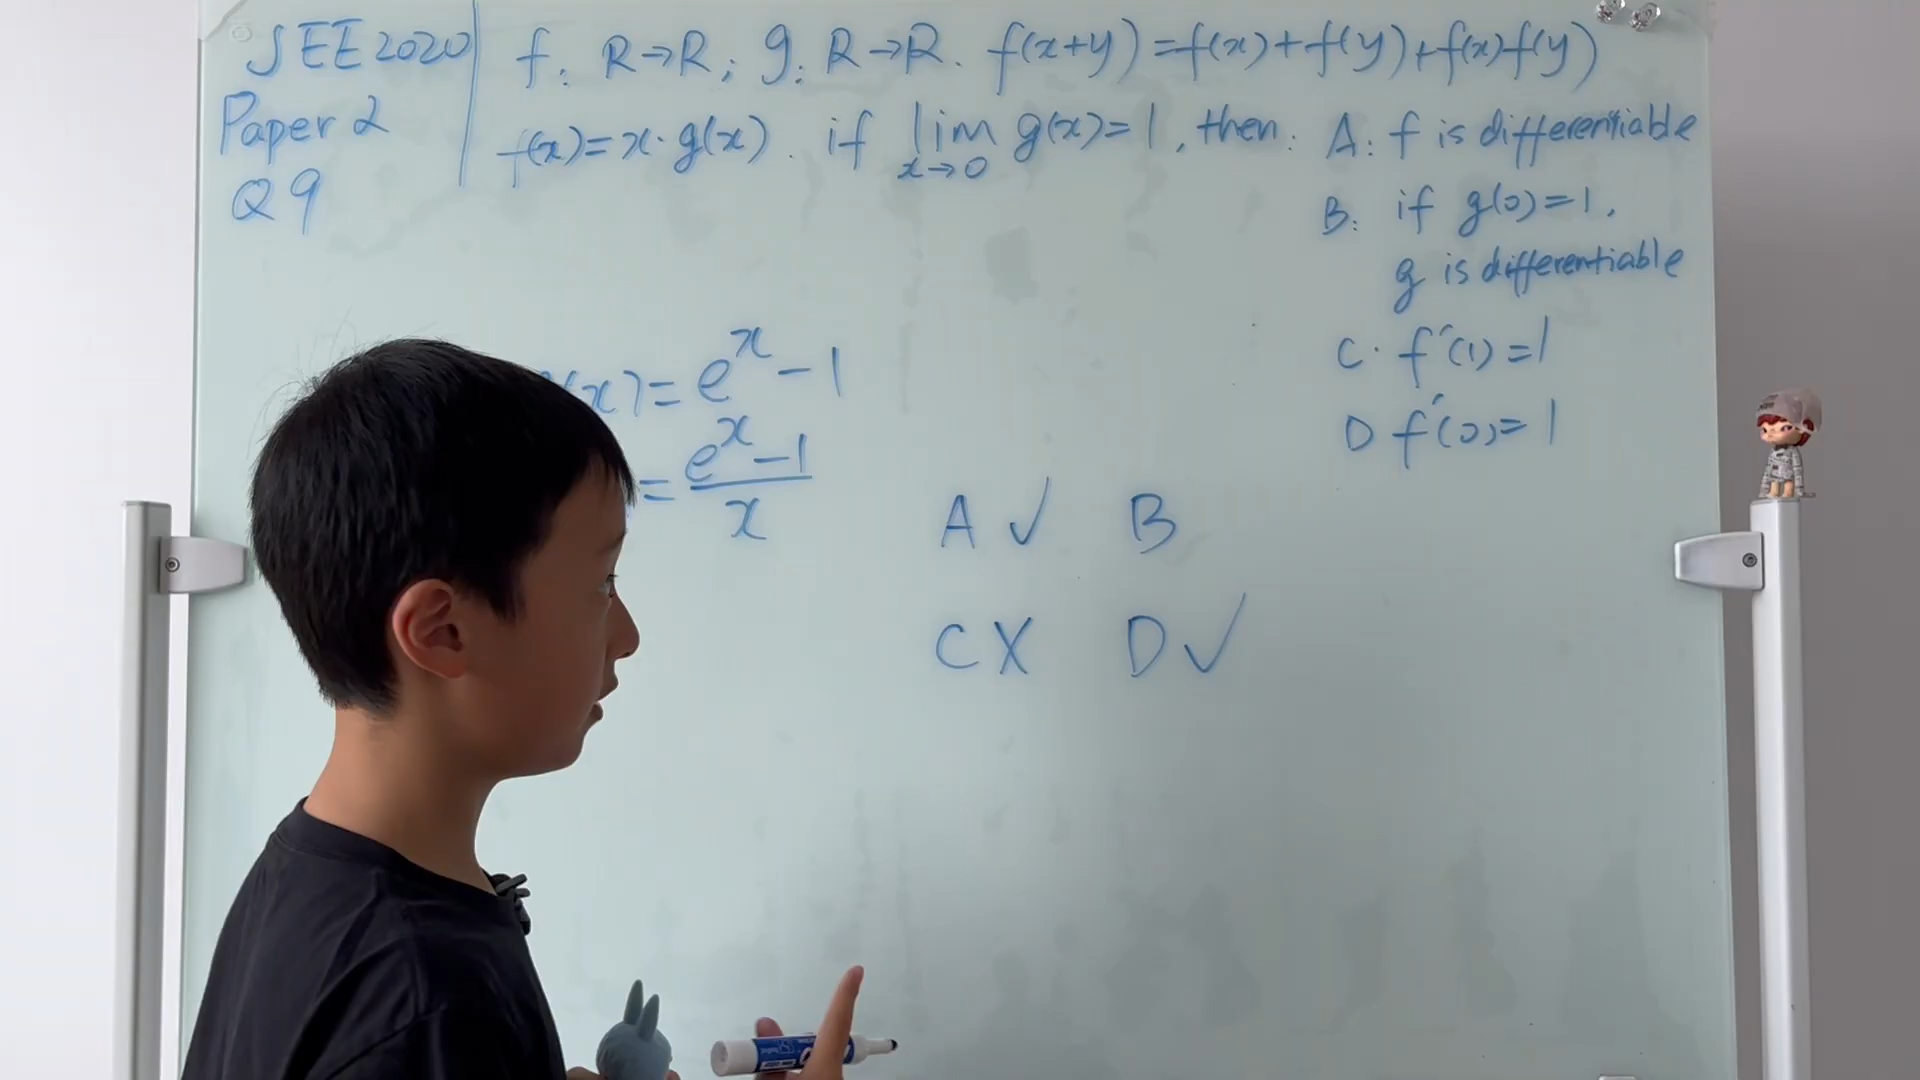 JEE 2020
Paper 2
Q9
f: R→R; g: R→R. f(x+y)=f(x)+f(y)+f(x)f(y)
f(x)=x·g(x). if lim x→0 g(x)=1, then: A: f is differentiable
B: if g(0)=1,
g is differentiable
C. f'(1)=1
D f'(0)=1
(x)=e^x-1
=(e^x-1)/x
A ✓ B
C X D ✓